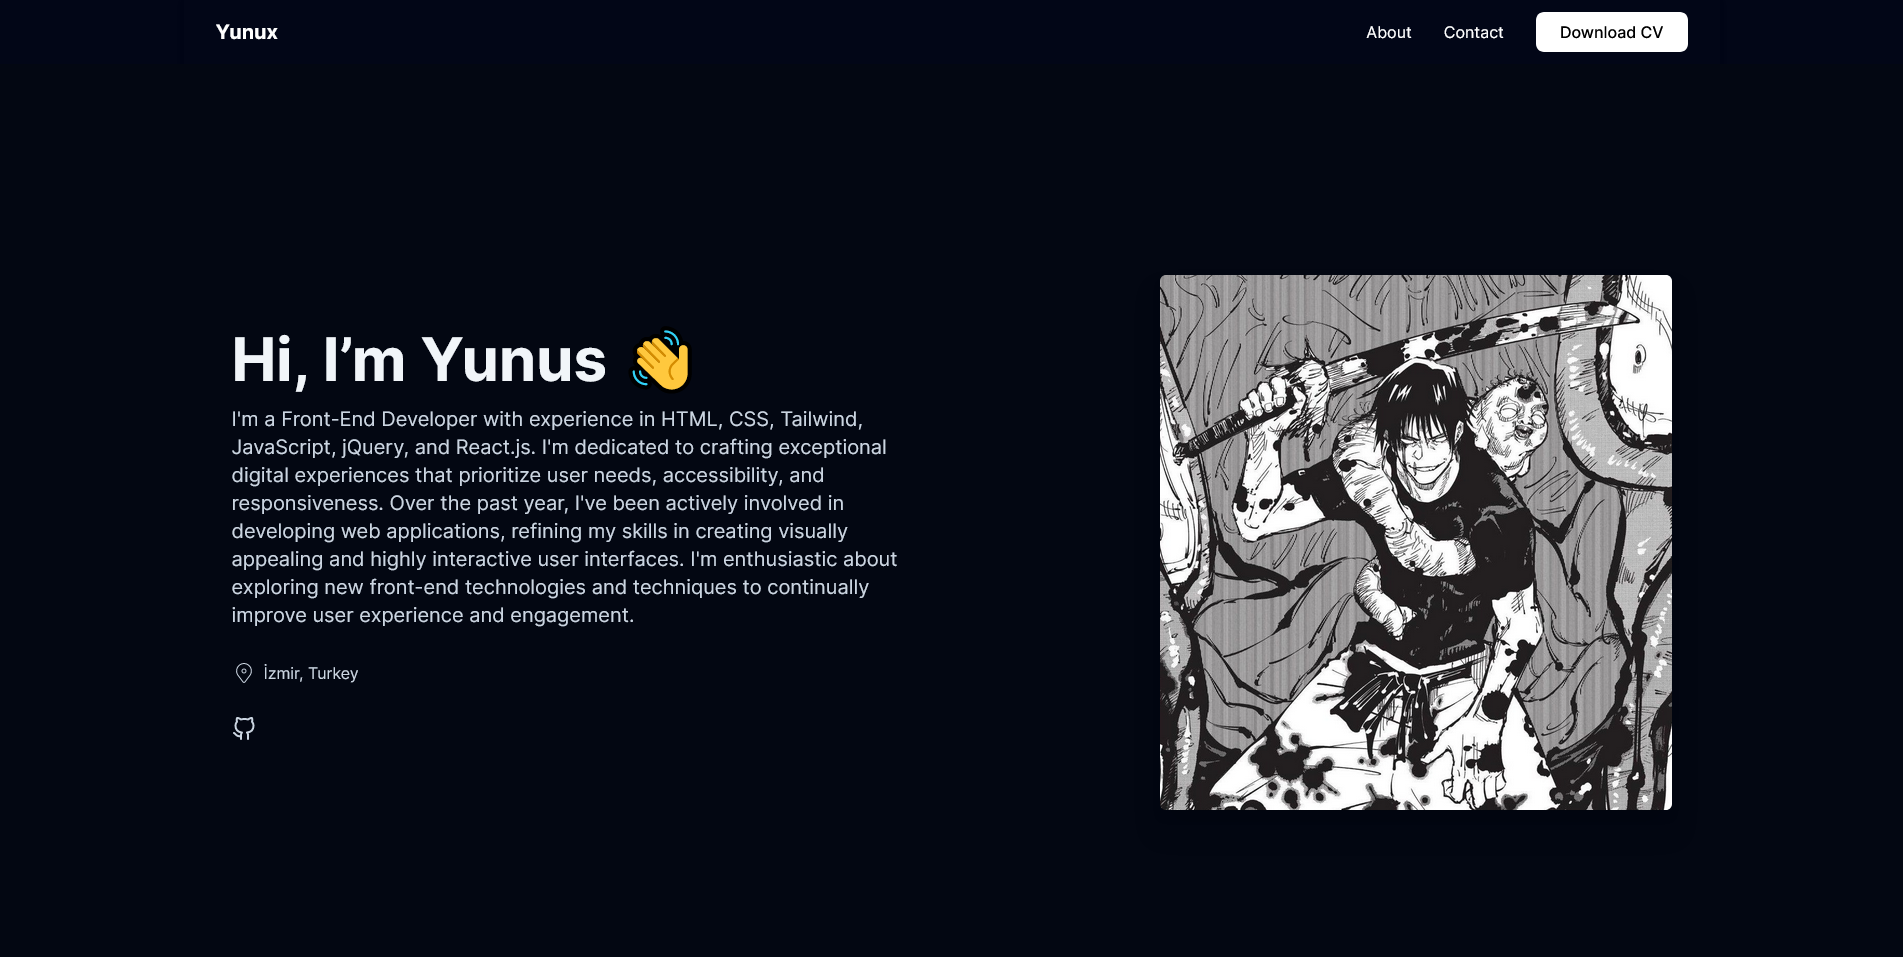 Yunux
About
Contact
Download CV
Hi, I’m Yunus 👋
I'm a Front-End Developer with experience in HTML, CSS, Tailwind,
JavaScript, jQuery, and React.js. I'm dedicated to crafting exceptional
digital experiences that prioritize user needs, accessibility, and
responsiveness. Over the past year, I've been actively involved in
developing web applications, refining my skills in creating visually
appealing and highly interactive user interfaces. I'm enthusiastic about
exploring new front-end technologies and techniques to continually
improve user experience and engagement.
İzmir, Turkey